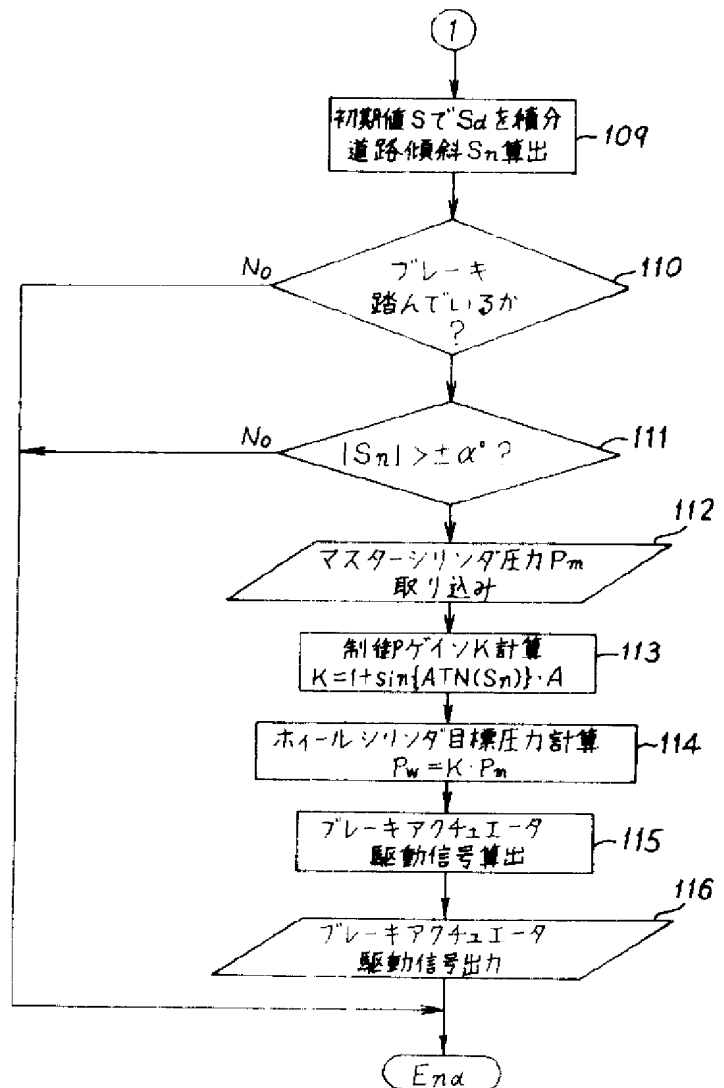 1
初期値SでSdを積分
道路傾斜Sn算出
109
No
ブレーキ
踏んでいるか
?
110
No
|Sn|>±α°?
111
112
マスターシリンダ圧力Pm
取り込み
制御PゲインK計算
K=1+sin{ATN(Sn)}·A
113
ホィールシリンダ目標圧力計算
Pw=K·Pm
114
ブレーキアクチュエータ
駆動信号算出
115
116
ブレーキアクチュエータ
駆動信号出力
End